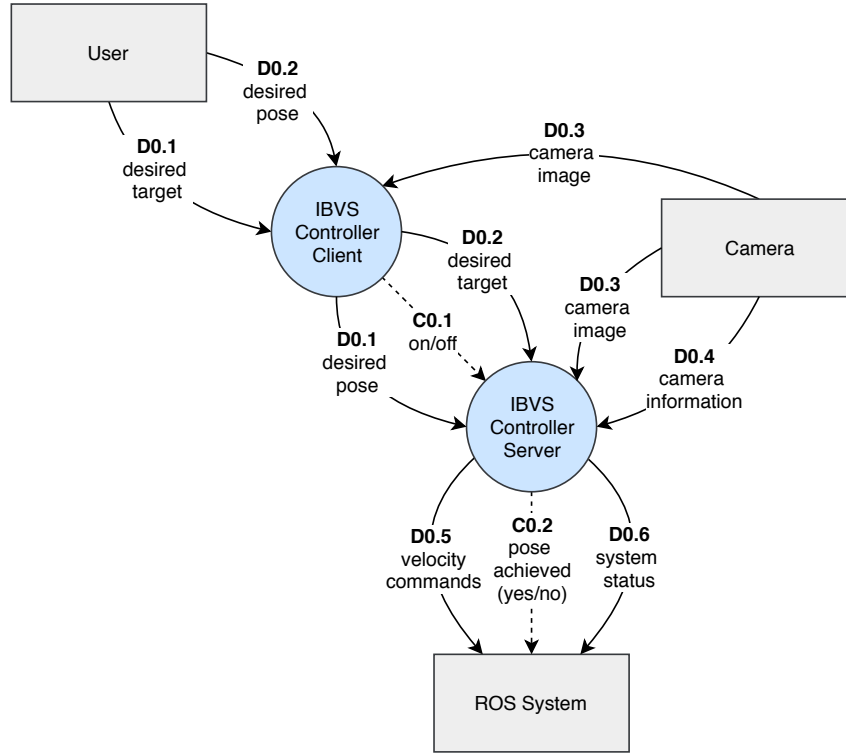 User
D0.2
desired
pose
D0.1
desired
target
D0.3
camera
image
IBVS
Controller
Client
D0.2
desired
target
Camera
D0.3
camera
image
C0.1
on/off
D0.1
desired
pose
D0.4
camera
information
IBVS
Controller
Server
D0.5
velocity
commands
C0.2
pose
achieved
(yes/no)
D0.6
system
status
ROS System